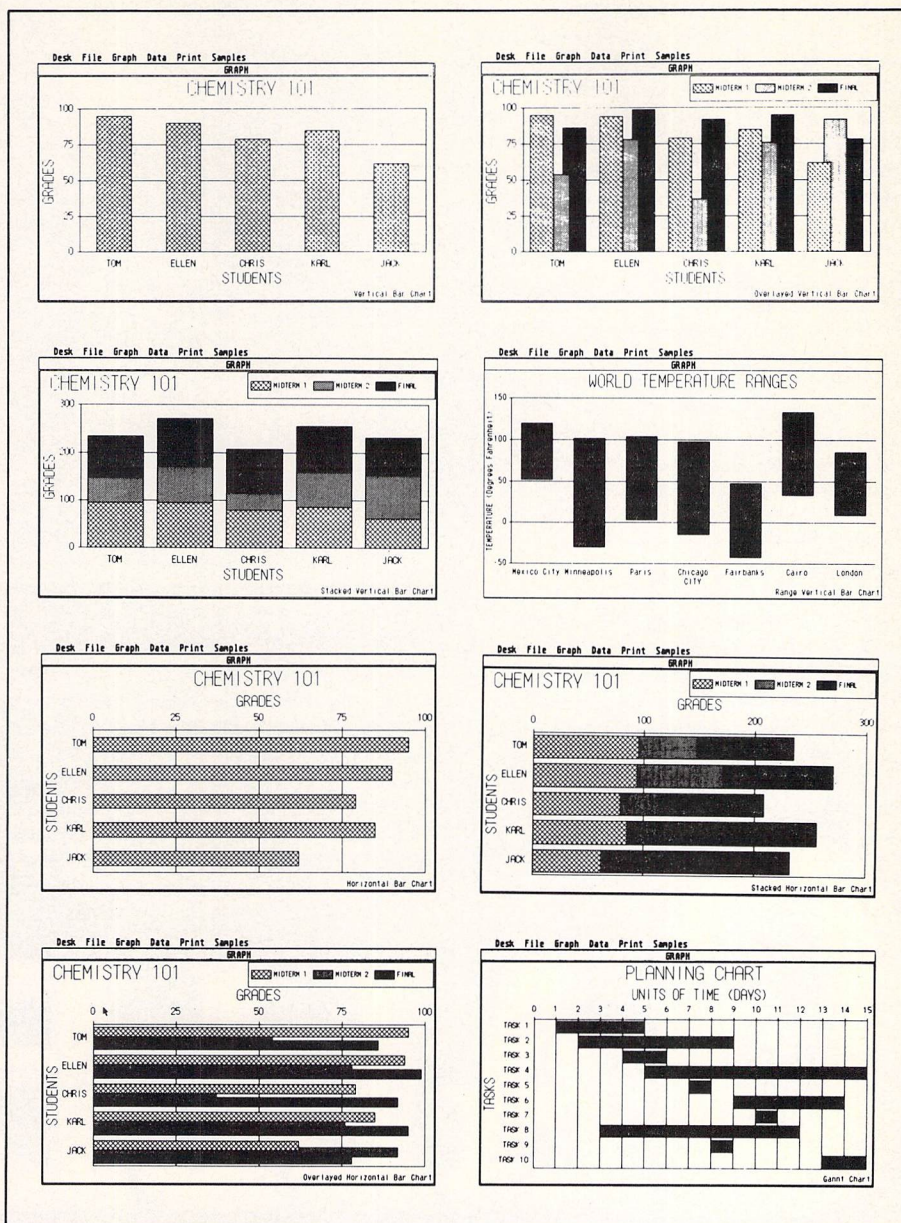 Desk File Graph Data Print Samples
GRAPH
CHEMISTRY 101
100
75
50
25
0
GRADES
TOM ELLEN CHRIS KARL JACK
STUDENTS
Vertical Bar Chart
Desk File Graph Data Print Samples
GRAPH
CHEMISTRY 101
MIDTERM 1 MIDTERM 2 FINAL
100
75
50
25
0
GRADES
TOM ELLEN CHRIS KARL JACK
STUDENTS
Overlayed Vertical Bar Chart
Desk File Graph Data Print Samples
GRAPH
CHEMISTRY 101
MIDTERM 1 MIDTERM 2 FINAL
300
200
100
0
GRADES
TOM ELLEN CHRIS KARL JACK
STUDENTS
Stacked Vertical Bar Chart
Desk File Graph Data Print Samples
GRAPH
WORLD TEMPERATURE RANGES
150
100
50
0
-50
TEMPERATURE (Degrees Fahrenheit)
Mexico City Minneapolis Paris Chicago Fairbanks Cairo London
CITY
Range Vertical Bar Chart
Desk File Graph Data Print Samples
GRAPH
CHEMISTRY 101
GRADES
0 25 50 75 100
TOM
ELLEN
CHRIS
KARL
JACK
STUDENTS
Horizontal Bar Chart
Desk File Graph Data Print Samples
GRAPH
CHEMISTRY 101
MIDTERM 1 MIDTERM 2 FINAL
GRADES
0 100 200 300
TOM
ELLEN
CHRIS
KARL
JACK
STUDENTS
Stacked Horizontal Bar Chart
Desk File Graph Data Print Samples
GRAPH
CHEMISTRY 101
MIDTERM 1 MIDTERM 2 FINAL
GRADES
0 25 50 75 100
TOM
ELLEN
CHRIS
KARL
JACK
STUDENTS
Overlayed Horizontal Bar Chart
Desk File Graph Data Print Samples
GRAPH
PLANNING CHART
UNITS OF TIME (DAYS)
0 1 2 3 4 5 6 7 8 9 10 11 12 13 14 15
TASK 1
TASK 2
TASK 3
TASK 4
TASK 5
TASK 6
TASK 7
TASK 8
TASK 9
TASK 10
TASKS
Gannt Chart